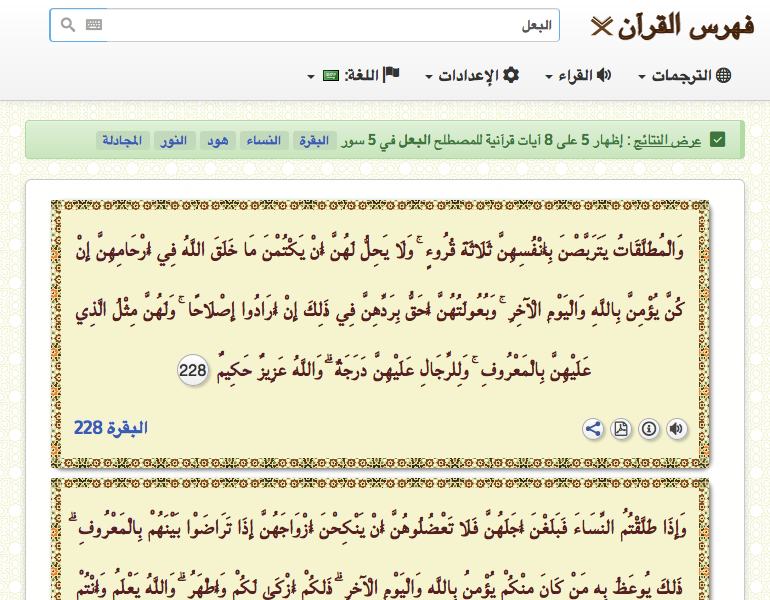 فهرس القرآن
البعل
الترجمات
القراء
الإعدادات
اللغة:
عرض النتائج : إظهار 5 على 8 آيات قرآنية للمصطلح البعل في 5 سور البقرة النساء هود النور المجادلة
وَالْمُطَلَّقَاتُ يَتَرَبَّصْنَ بِأَنْفُسِهِنَّ ثَلَاثَةَ قُرُوءٍ ۚ وَلَا يَحِلُّ لَهُنَّ أَنْ يَكْتُمْنَ مَا خَلَقَ اللَّهُ فِي أَرْحَامِهِنَّ إِنْ
كُنَّ يُؤْمِنَّ بِاللَّهِ وَالْيَوْمِ الْآخِرِ ۚ وَبُعُولَتُهُنَّ أَحَقُّ بِرَدِّهِنَّ فِي ذَلِكَ إِنْ أَرَادُوا إِصْلَاحًا ۚ وَلَهُنَّ مِثْلُ الَّذِي
عَلَيْهِنَّ بِالْمَعْرُوفِ ۚ وَلِلرِّجَالِ عَلَيْهِنَّ دَرَجَةٌ ۗ وَاللَّهُ عَزِيزٌ حَكِيمٌ 228
البقرة 228
وَإِذَا طَلَّقْتُمُ النِّسَاءَ فَبَلَغْنَ أَجَلَهُنَّ فَلَا تَعْضُلُوهُنَّ أَنْ يَنْكِحْنَ أَزْوَاجَهُنَّ إِذَا تَرَاضَوْا بَيْنَهُمْ بِالْمَعْرُوفِ ۗ
ذَلِكَ يُوعَظُ بِهِ مَنْ كَانَ مِنْكُمْ يُؤْمِنُ بِاللَّهِ وَالْيَوْمِ الْآخِرِ ۗ ذَلِكُمْ أَزْكَى لَكُمْ وَأَطْهَرُ ۗ وَاللَّهُ يَعْلَمُ وَأَنْتُمْ